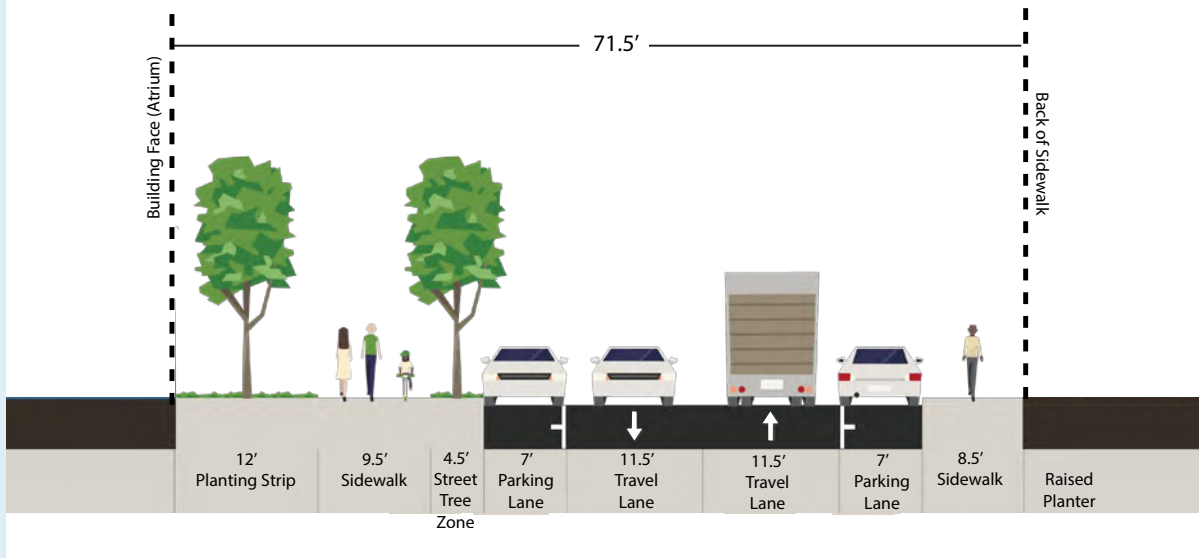 71.5’
Building Face (Atrium)
Back of Sidewalk
12’
Planting Strip
9.5’
Sidewalk
4.5’
Street
Tree
Zone
7’
Parking
Lane
11.5’
Travel
Lane
11.5’
Travel
Lane
7’
Parking
Lane
8.5’
Sidewalk
Raised
Planter